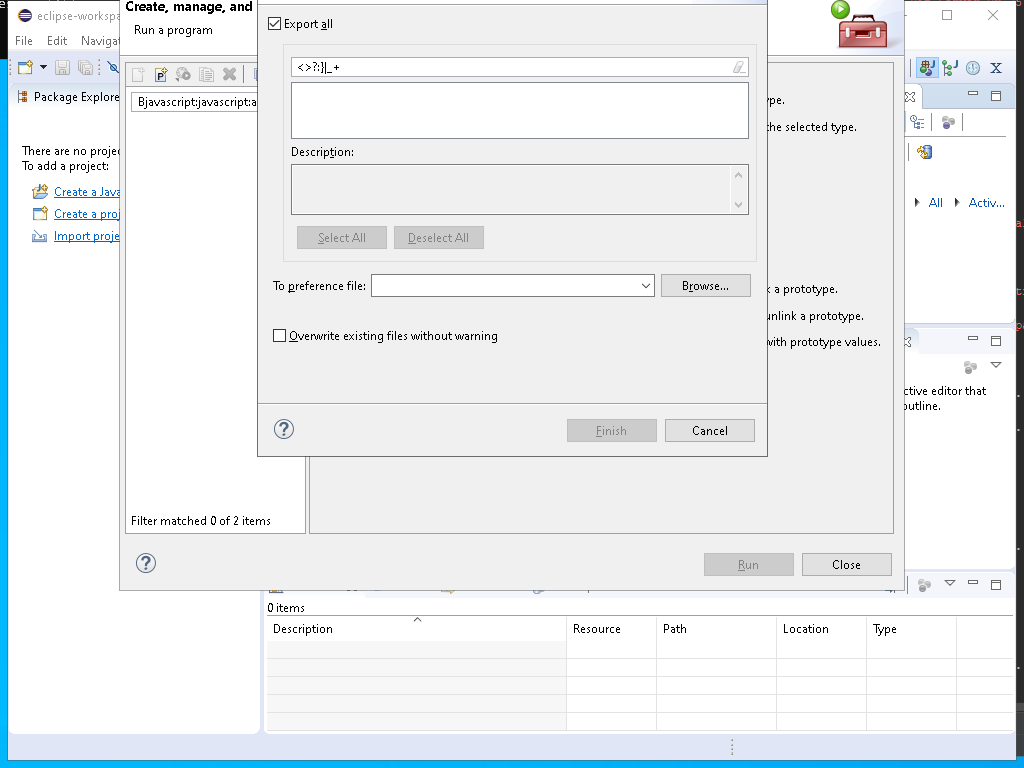 eclipse-workspa
Create, manage, and
Run a program
File Edit Navigat
Export all
<>?:}|_+
Package Explore
Bjavascript:javascript:a
ype.
the selected type.
Description:
There are no projec
To add a project:
Create a Java
Create a proj
Import proje
Select All Deselect All
All Activ...
To preference file: Browse...
k a prototype.
unlink a prototype.
Overwrite existing files without warning
with prototype values.
ctive editor that
outline.
? Finish Cancel
Filter matched 0 of 2 items
? Run Close
0 items
Description Resource Path Location Type